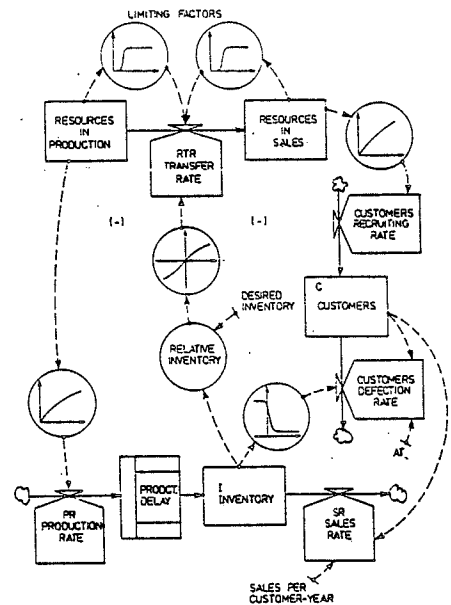 LIMITING FACTORS
RESOURCES
IN
PRODUCTION
RESOURCES
IN
SALES
RTR
TRANSFER
RATE
(-)
(-)
CUSTOMERS
RECRUITING
RATE
DESIRED
INVENTORY
C
CUSTOMERS
RELATIVE
INVENTORY
CUSTOMERS
DEFECTION
RATE
PRODCT.
DELAY
I
INVENTORY
PR
PRODUCTION
RATE
SR
SALES
RATE
SALES PER
CUSTOMER-YEAR